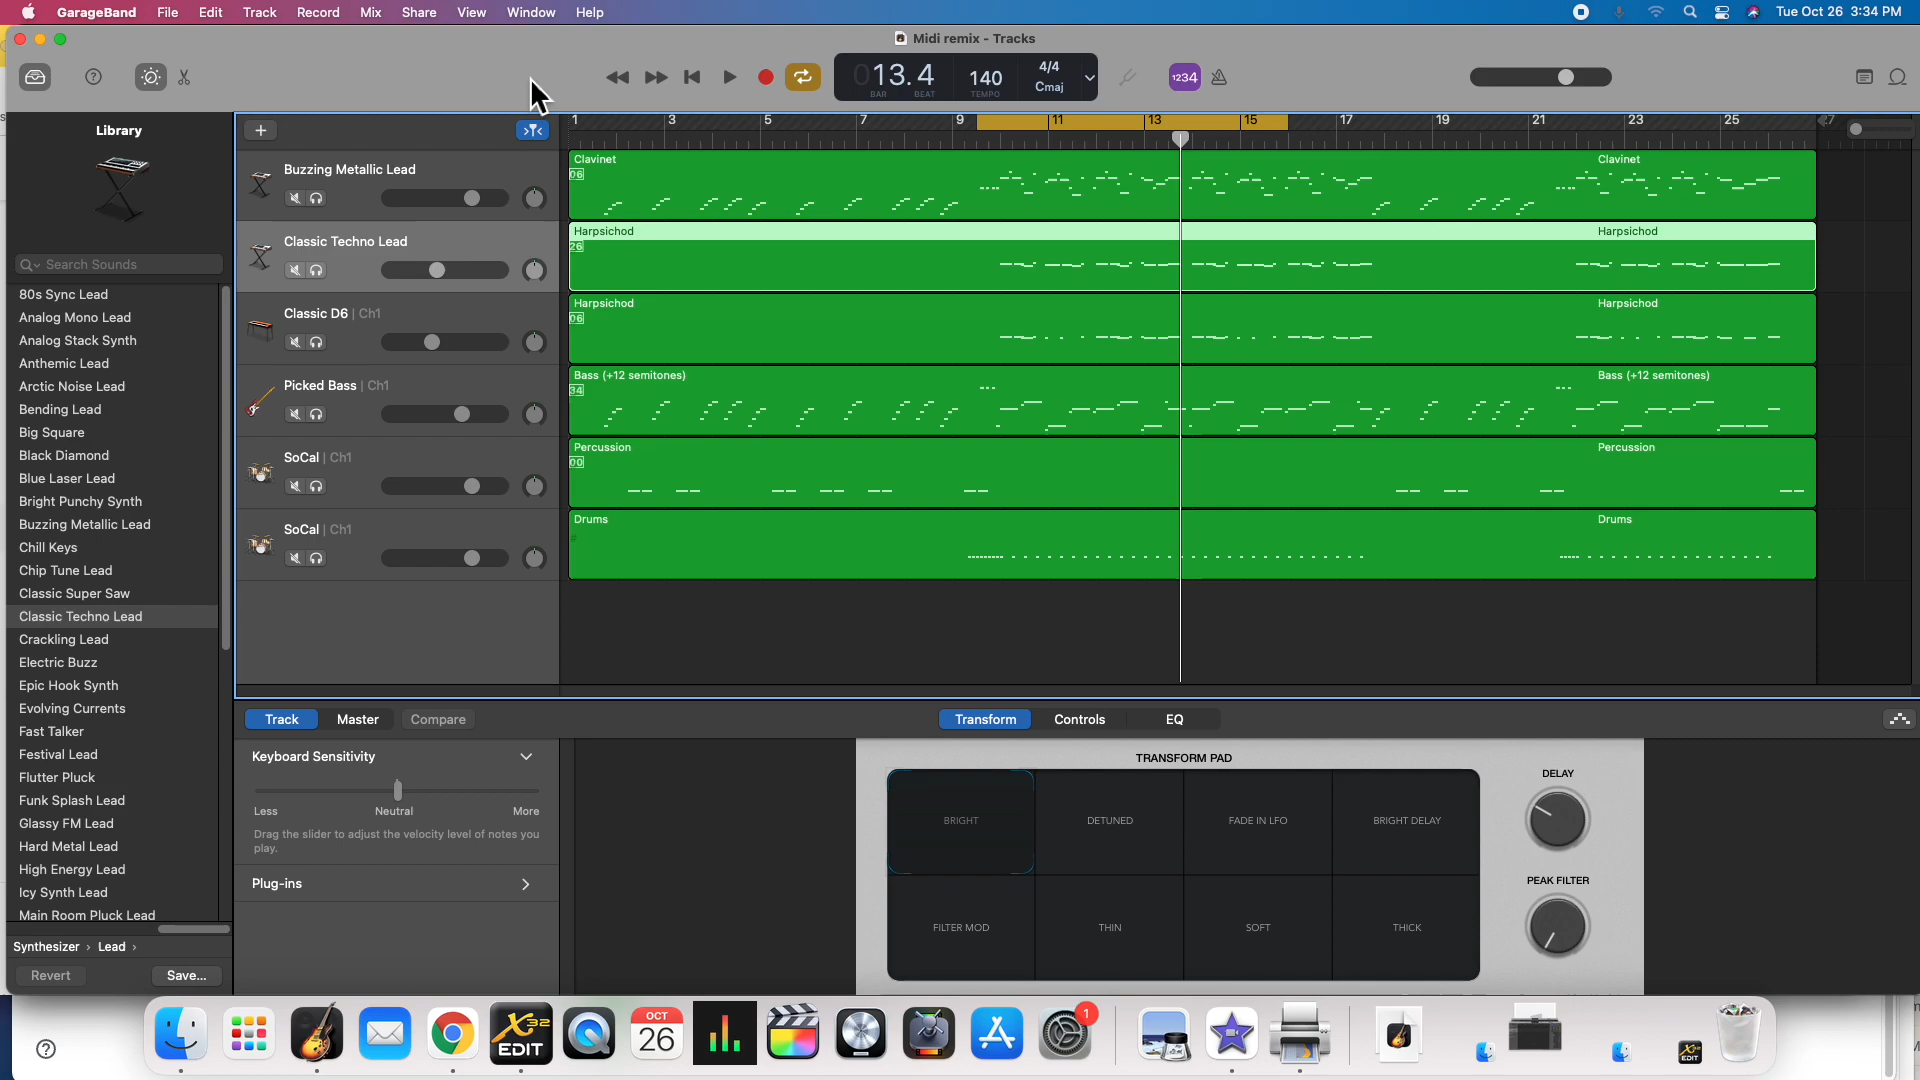 GarageBand File Edit Track Record Mix Share View Window Help Tue Oct 26 3:34 PM
Midi remix - Tracks
013.4 140 4/4 Cmaj
BAR BEAT TEMPO
1234
Library
1 3 5 7 9 11 13 15 17 19 21 23 25 27
Search Sounds
80s Sync Lead
Analog Mono Lead
Analog Stack Synth
Anthemic Lead
Arctic Noise Lead
Bending Lead
Big Square
Black Diamond
Blue Laser Lead
Bright Punchy Synth
Buzzing Metallic Lead
Chill Keys
Chip Tune Lead
Classic Super Saw
Classic Techno Lead
Crackling Lead
Electric Buzz
Epic Hook Synth
Evolving Currents
Fast Talker
Festival Lead
Flutter Pluck
Funk Splash Lead
Glassy FM Lead
Hard Metal Lead
High Energy Lead
Icy Synth Lead
Main Room Pluck Lead
Synthesizer › Lead ›
Revert Save...
Buzzing Metallic Lead
Classic Techno Lead
Classic D6 | Ch1
Picked Bass | Ch1
SoCal | Ch1
SoCal | Ch1
Clavinet Clavinet
06
Harpsichod Harpsichod
26
Harpsichod Harpsichod
06
Bass (+12 semitones) Bass (+12 semitones)
34
Percussion Percussion
00
Drums Drums
#
Track Master Compare Transform Controls EQ
Keyboard Sensitivity
Less Neutral More
Drag the slider to adjust the velocity level of notes you
play.
Plug-ins
TRANSFORM PAD
BRIGHT DETUNED FADE IN LFO BRIGHT DELAY
FILTER MOD THIN SOFT THICK
DELAY
PEAK FILTER
X32
EDIT
OCT
26
1
EDIT